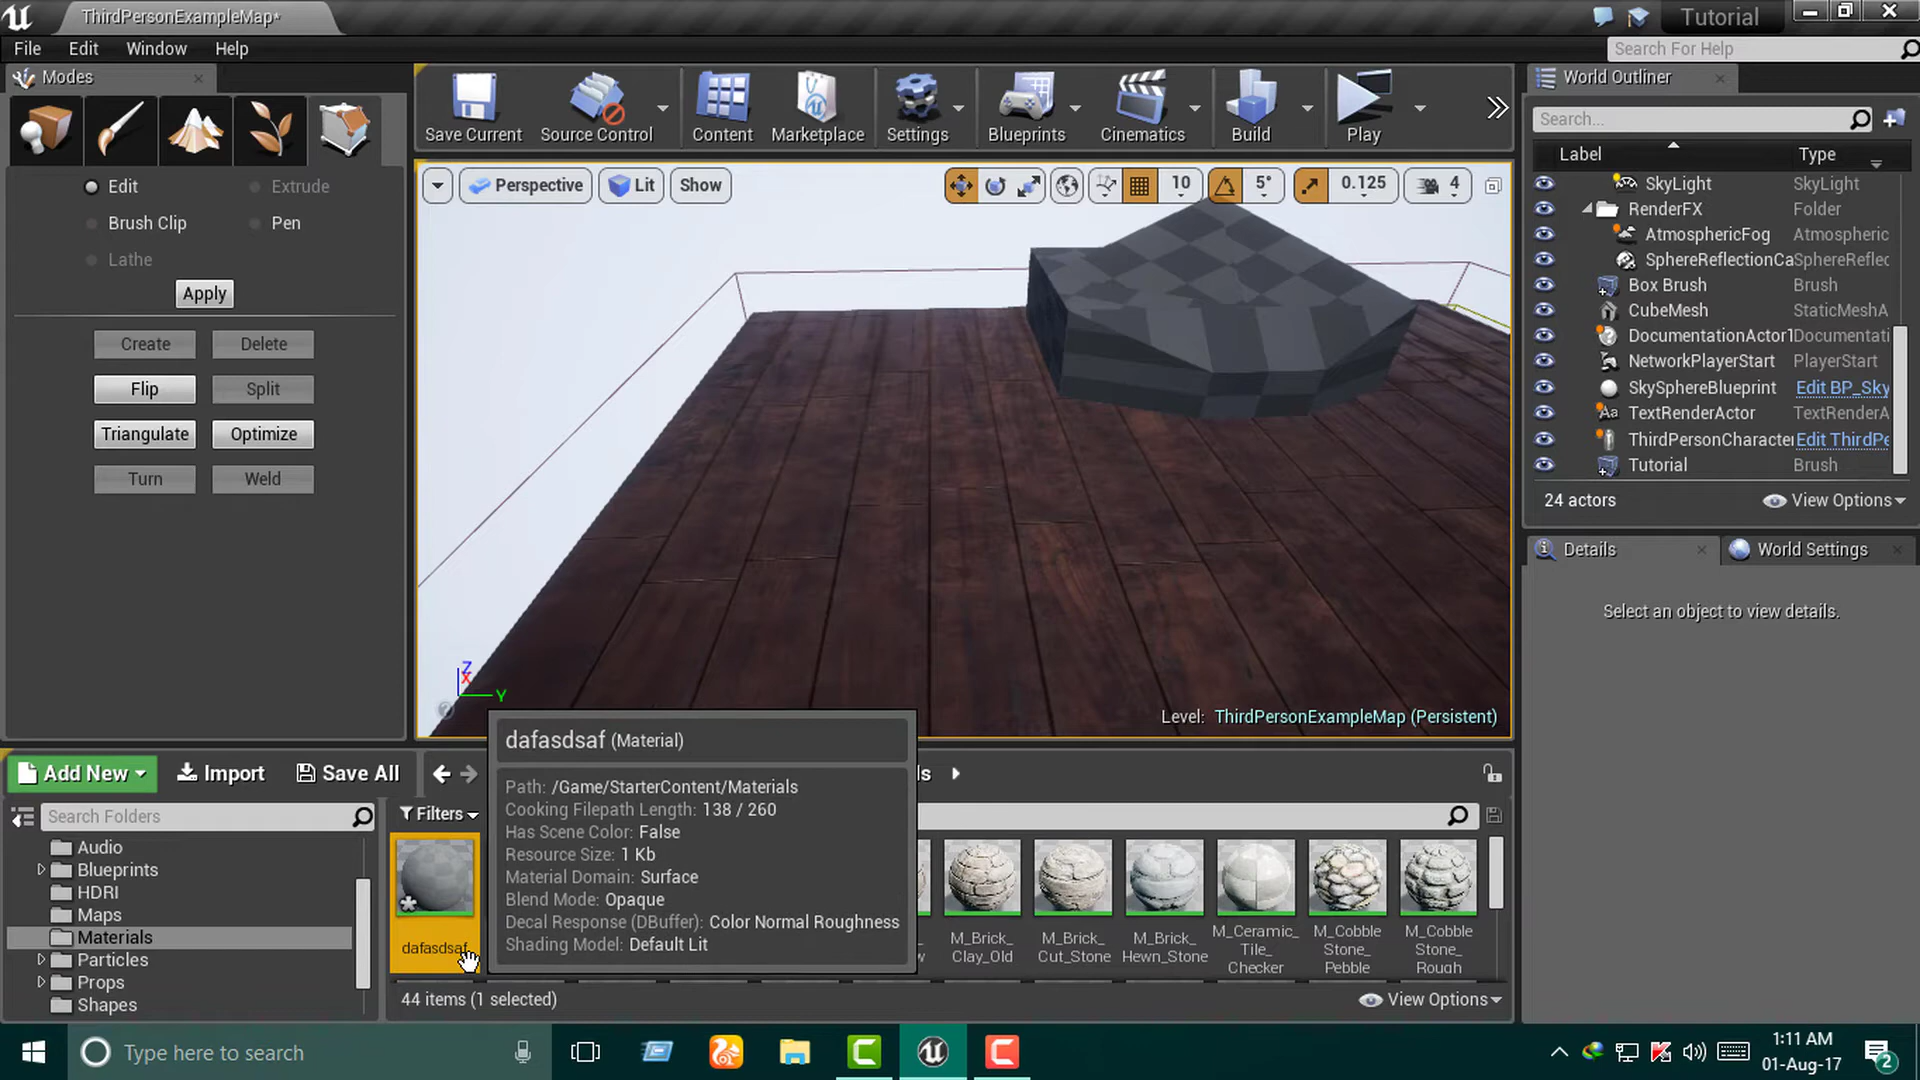 ThirdPersonExampleMap*
Tutorial
File Edit Window Help
Search For Help
Modes
Edit Extrude
Brush Clip Pen
Lathe
Apply
Create Delete
Flip Split
Triangulate Optimize
Turn Weld
Save Current Source Control Content Marketplace Settings Blueprints Cinematics Build Play
Perspective Lit Show 10 5° 0.125 4
Z
X
Y
Level: ThirdPersonExampleMap (Persistent)
World Outliner
Search...
Label Type
SkyLight SkyLight
RenderFX Folder
AtmosphericFog Atmospheric
SphereReflectionCa SphereReflec
Box Brush Brush
CubeMesh StaticMeshA
DocumentationActor1 Documentati
NetworkPlayerStart PlayerStart
SkySphereBlueprint Edit BP_Sky
TextRenderActor TextRenderA
ThirdPersonCharacter Edit ThirdPe
Tutorial Brush
24 actors View Options
Details World Settings
Select an object to view details.
Add New Import Save All
Search Folders
Audio
Blueprints
HDRI
Maps
Materials
Particles
Props
Shapes
Filters
dafasdsaf
dafasdsaf (Material)
Path: /Game/StarterContent/Materials
Cooking Filepath Length: 138 / 260
Has Scene Color: False
Resource Size: 1 Kb
Material Domain: Surface
Blend Mode: Opaque
Decal Response (DBuffer): Color Normal Roughness
Shading Model: Default Lit
M_Brick_
Clay_Old
M_Brick_
Cut_Stone
M_Brick_
Hewn_Stone
M_Ceramic_
Tile_
Checker
M_Cobble
Stone_
Pebble
M_Cobble
Stone_
Rough
44 items (1 selected) View Options
Type here to search
1:11 AM
01-Aug-17
2